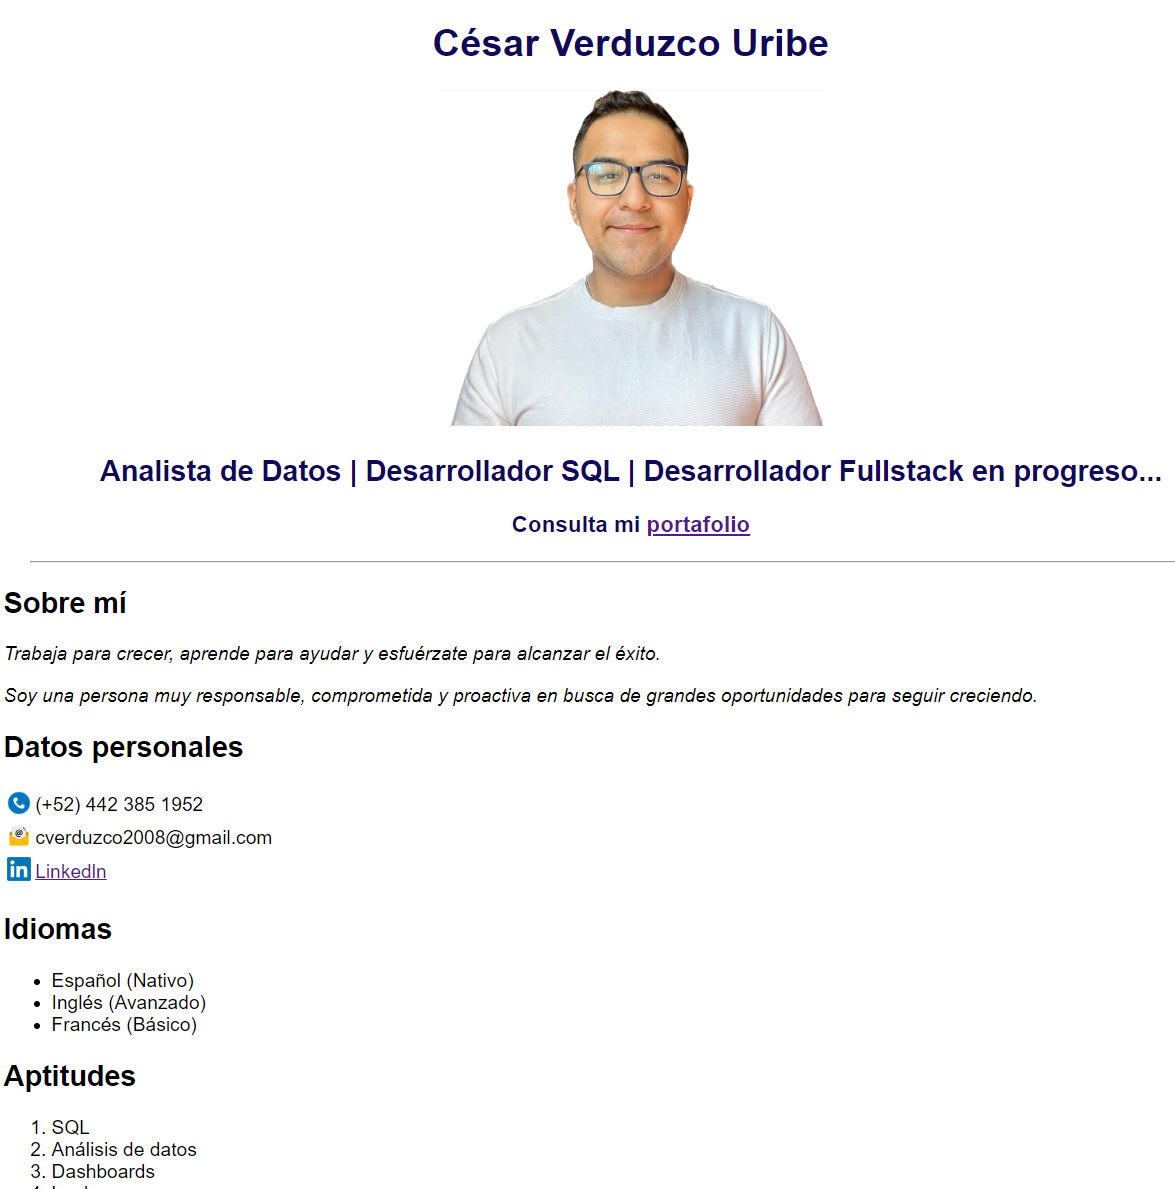 César Verduzco Uribe
Analista de Datos | Desarrollador SQL | Desarrollador Fullstack en progreso...
Consulta mi portafolio
Sobre mí
Trabaja para crecer, aprende para ayudar y esfuérzate para alcanzar el éxito.
Soy una persona muy responsable, comprometida y proactiva en busca de grandes oportunidades para seguir creciendo.
Datos personales
(+52) 442 385 1952
cverduzco2008@gmail.com
LinkedIn
Idiomas
• Español (Nativo)
• Inglés (Avanzado)
• Francés (Básico)
Aptitudes
1. SQL
2. Análisis de datos
3. Dashboards